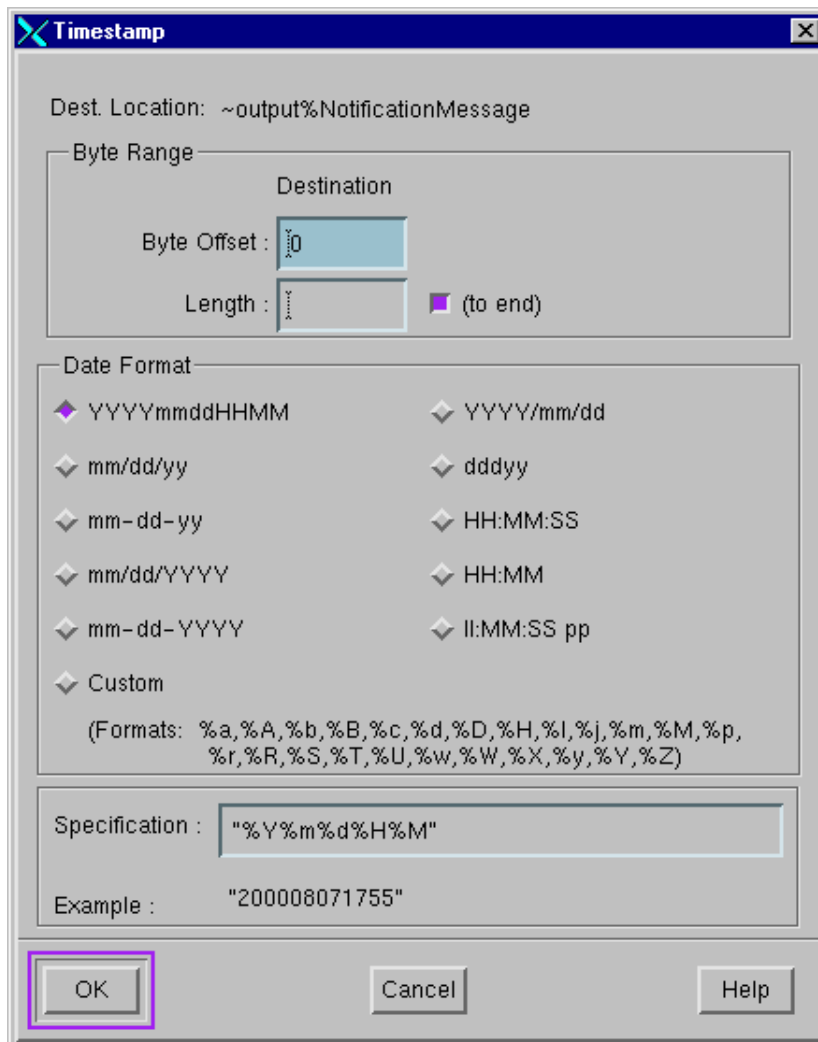 Timestamp
Dest. Location: ~output%NotificationMessage
Byte Range
Destination
Byte Offset : 0
Length : (to end)
Date Format
YYYYmmddHHMM YYYY/mm/dd
mm/dd/yy dddyy
mm-dd-yy HH:MM:SS
mm/dd/YYYY HH:MM
mm-dd-YYYY II:MM:SS pp
Custom
(Formats: %a,%A,%b,%B,%c,%d,%D,%H,%I,%j,%m,%M,%p,
%r,%R,%S,%T,%U,%w,%W,%X,%y,%Y,%Z)
Specification : "%Y%m%d%H%M"
Example : "200008071755"
OK Cancel Help